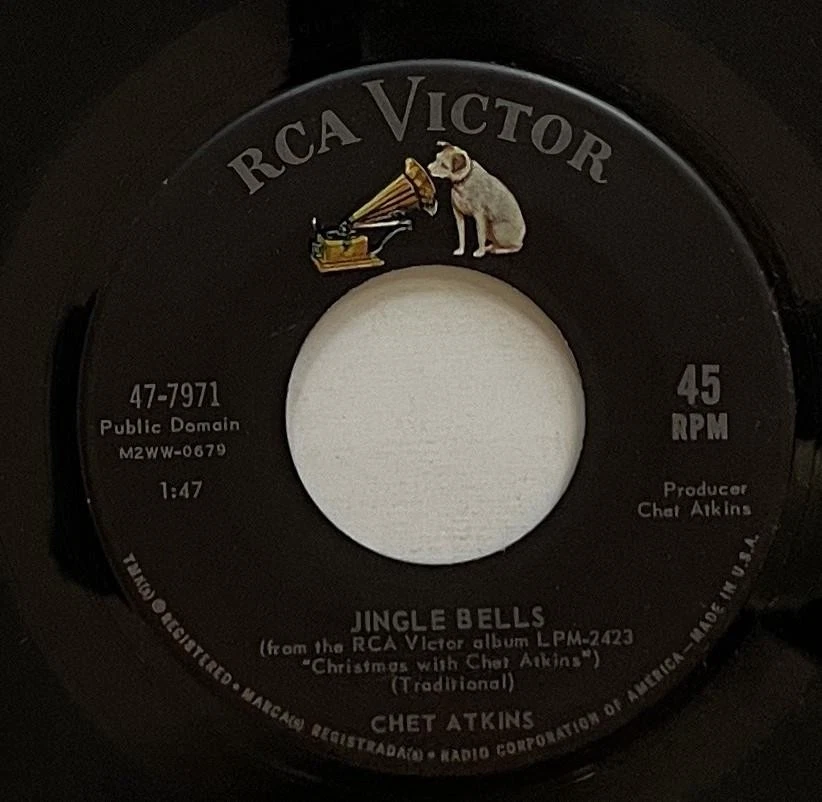 RCA VICTOR
47-7971
Public Domain
M2WW-0679
1:47
45
RPM
Producer
Chet Atkins
JINGLE BELLS
(from the RCA Victor album LPM-2423
"Christmas with Chet Atkins")
(Traditional)
CHET ATKINS
TMK(s) ® REGISTERED • MARCA(s) REGISTRADA(s) • RADIO CORPORATION OF AMERICA—MADE IN U.S.A.